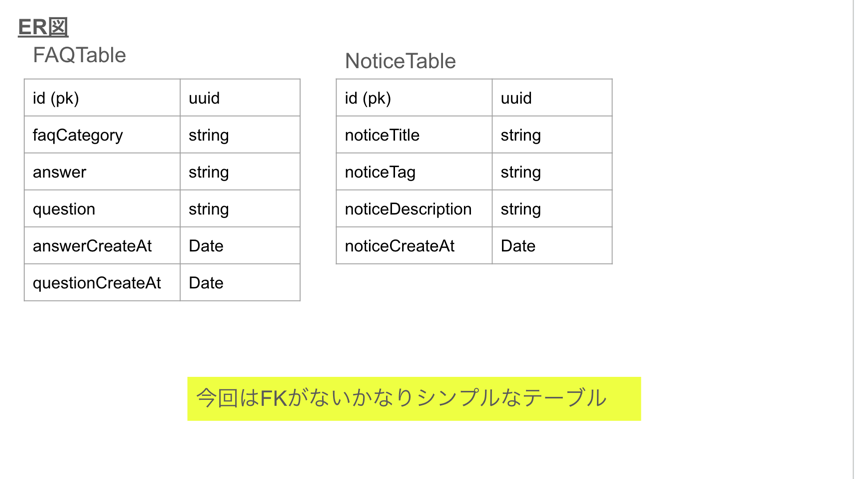 ER図
FAQTable
id (pk) uuid
faqCategory string
answer string
question string
answerCreateAt Date
questionCreateAt Date
NoticeTable
id (pk) uuid
noticeTitle string
noticeTag string
noticeDescription string
noticeCreateAt Date
今回はFKがないかなりシンプルなテーブル